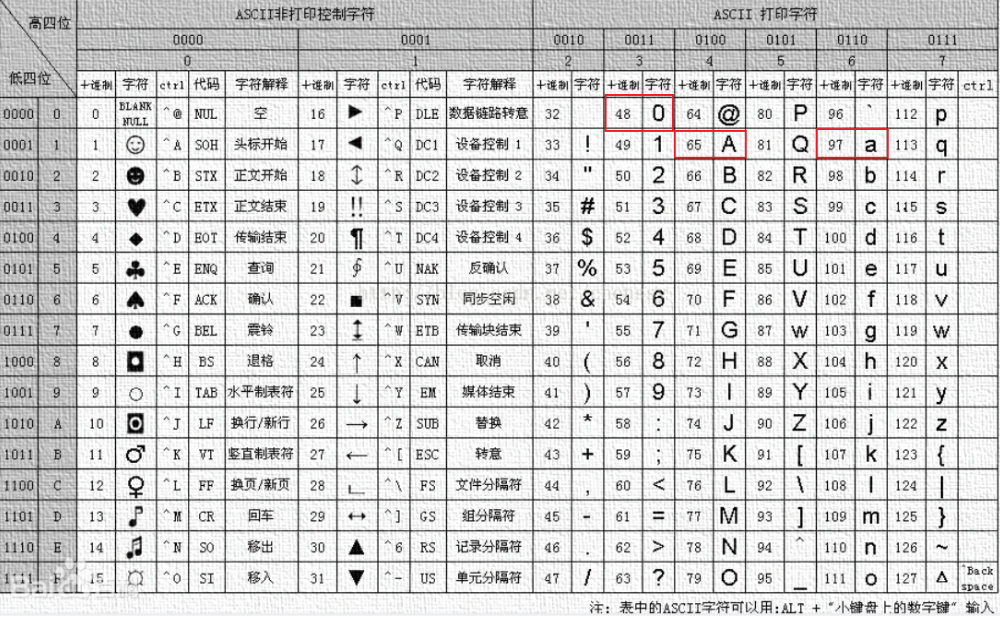 高四位 ASCII非打印控制字符 ASCII 打印字符
0000 0001 0010 0011 0100 0101 0110 0111
低四位 0 1 2 3 4 5 6 7
十进制 字符 ctrl 代码 字符解释 十进制 字符 ctrl 代码 字符解释 十进制 字符 十进制 字符 十进制 字符 十进制 字符 十进制 字符 十进制 字符 ctrl
0000 0 0 BLANK NULL ^@ NUL 空 16 ► ^P DLE 数据链路转意 32 48 0 64 @ 80 P 96 ` 112 p
0001 1 1 ☺ ^A SOH 头标开始 17 ◄ ^Q DC1 设备控制 1 33 ! 49 1 65 A 81 Q 97 a 113 q
0010 2 2 ☻ ^B STX 正文开始 18 ↕ ^R DC2 设备控制 2 34 " 50 2 66 B 82 R 98 b 114 r
0011 3 3 ♥ ^C ETX 正文结束 19 ‼ ^S DC3 设备控制 3 35 # 51 3 67 C 83 S 99 c 115 s
0100 4 4 ♦ ^D EOT 传输结束 20 ¶ ^T DC4 设备控制 4 36 $ 52 4 68 D 84 T 100 d 116 t
0101 5 5 ♣ ^E ENQ 查询 21 ∮ ^U NAK 反确认 37 % 53 5 69 E 85 U 101 e 117 u
0110 6 6 ♠ ^F ACK 确认 22 ■ ^V SYN 同步空闲 38 & 54 6 70 F 86 V 102 f 118 v
0111 7 7 ● ^G BEL 震铃 23 ↨ ^W ETB 传输块结束 39 ' 55 7 71 G 87 w 103 g 119 w
1000 8 8 ◘ ^H BS 退格 24 ↑ ^X CAN 取消 40 ( 56 8 72 H 88 X 104 h 120 x
1001 9 9 ○ ^I TAB 水平制表符 25 ↓ ^Y EM 媒体结束 41 ) 57 9 73 I 89 Y 105 i 121 y
1010 A 10 ◙ ^J LF 换行/新行 26 → ^Z SUB 替换 42 * 58 : 74 J 90 Z 106 j 122 z
1011 B 11 ♂ ^K VT 竖直制表符 27 ← ^[ ESC 转意 43 + 59 ; 75 K 91 [ 107 k 123 {
1100 C 12 ♀ ^L FF 换页/新页 28 ∟ ^\ FS 文件分隔符 44 , 60 < 76 L 92 \ 108 l 124 |
1101 D 13 ♪ ^M CR 回车 29 ↔ ^] GS 组分隔符 45 - 61 = 77 M 93 ] 109 m 125 }
1110 E 14 ♫ ^N SO 移出 30 ▲ ^6 RS 记录分隔符 46 . 62 > 78 N 94 ^ 110 n 126 ~
15 ☼ ^O SI 移入 31 ▼ ^- US 单元分隔符 47 / 63 ? 79 O 95 _ 111 o 127 Δ ^Back space
注: 表中的ASCII字符可以用:ALT + "小键盘上的数字键" 输入